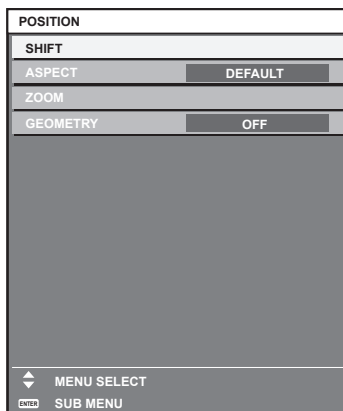 POSITION
SHIFT
ASPECT DEFAULT
ZOOM
GEOMETRY OFF
MENU SELECT
ENTER SUB MENU